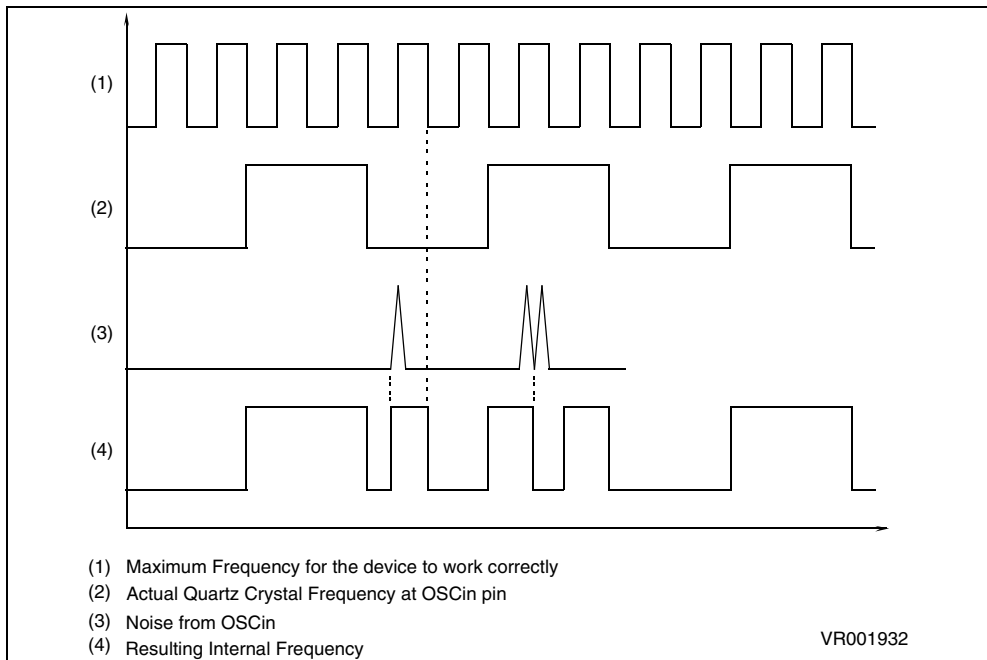 (1)
(2)
(3)
(4)
(1) Maximum Frequency for the device to work correctly
(2) Actual Quartz Crystal Frequency at OSCin pin
(3) Noise from OSCin
(4) Resulting Internal Frequency
VR001932